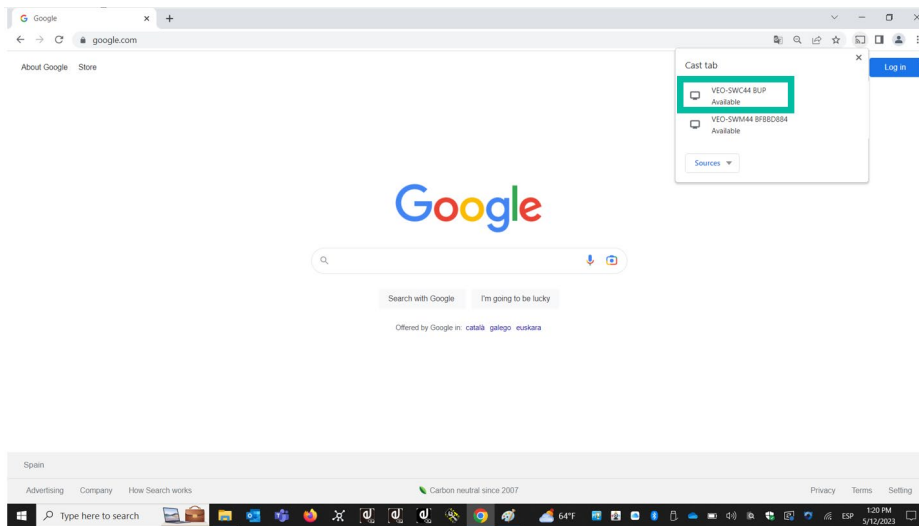 Google
google.com
About Google Store
Log in
Cast tab
VEO-SWC44 BUP
Available
VEO-SWM44 BFBBD884
Available
Sources
Google
Search with Google I'm going to be lucky
Offered by Google in: català galego euskara
Spain
Advertising Company How Search works Carbon neutral since 2007 Privacy Terms Setting
Type here to search 64°F ESP 1:20 PM
5/12/2023